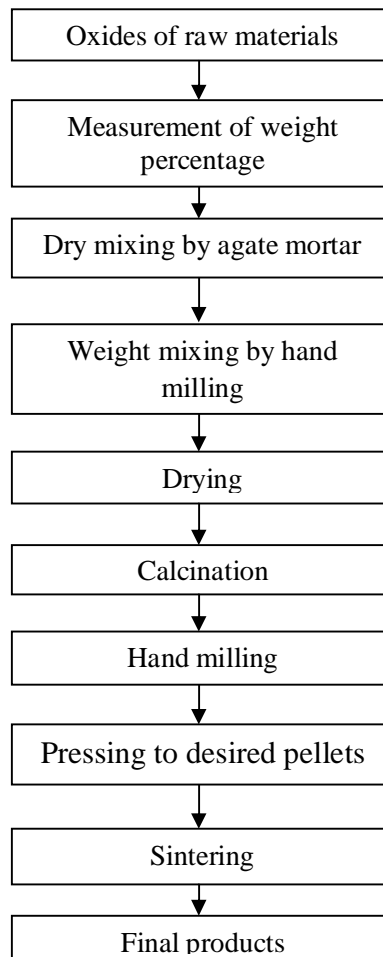 Oxides of raw materials
Measurement of weight
percentage
Dry mixing by agate mortar
Weight mixing by hand
milling
Drying
Calcination
Hand milling
Pressing to desired pellets
Sintering
Final products